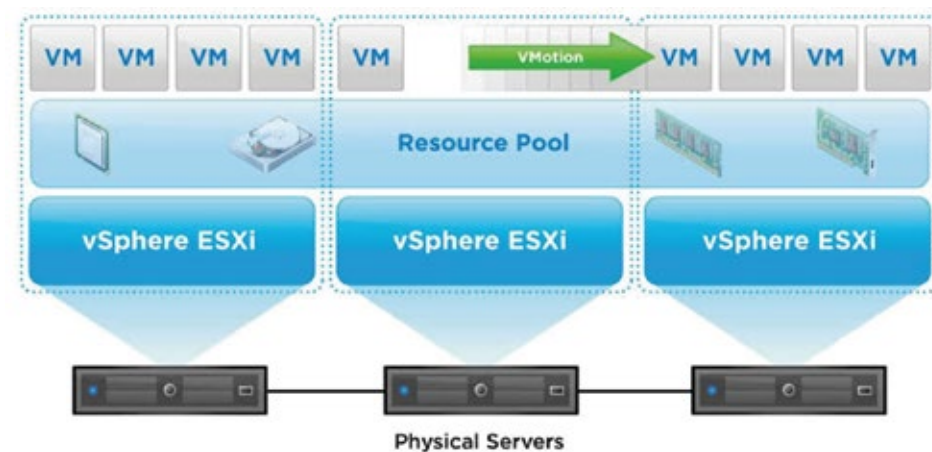 VM VM VM VM VM VMotion VM VM VM VM
Resource Pool
vSphere ESXi vSphere ESXi vSphere ESXi
Physical Servers